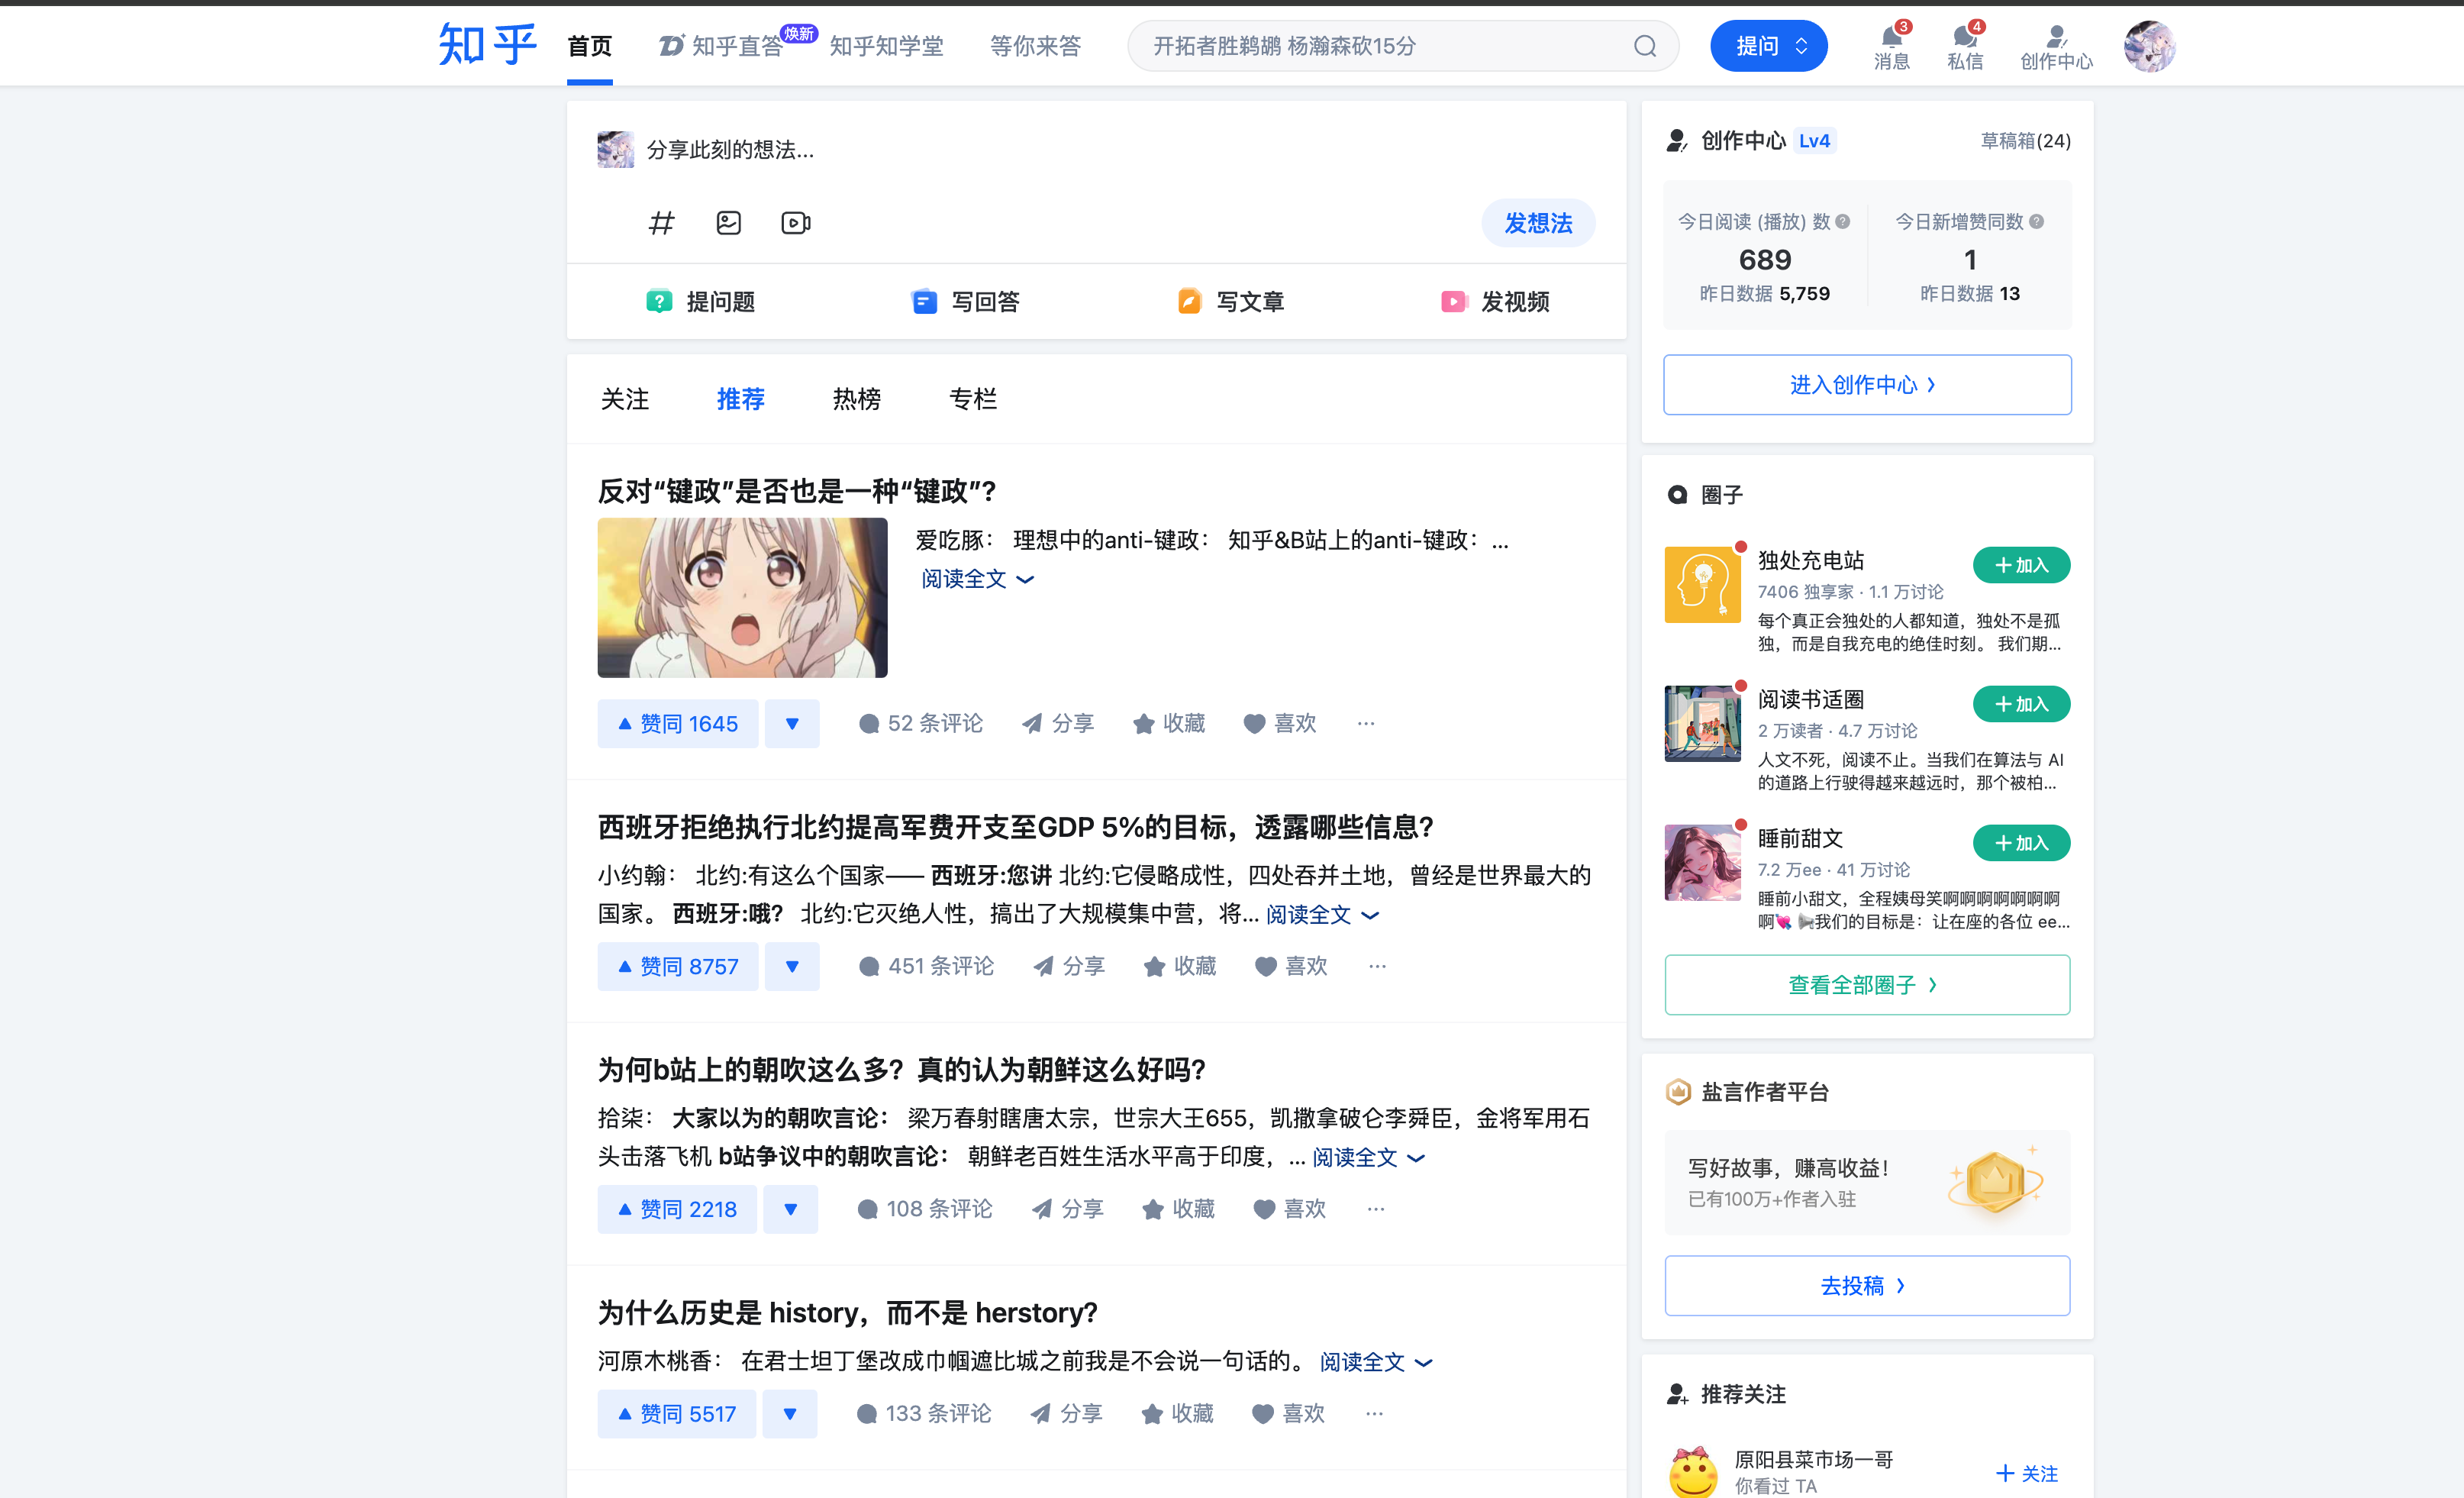 知乎
首页
知乎直答
焕新
知乎知学堂
等你来答
开拓者胜鹈鹕 杨瀚森砍15分
提问
3
消息
4
私信
创作中心
分享此刻的想法...
发想法
提问题
写回答
写文章
发视频
关注
推荐
热榜
专栏
反对“键政”是否也是一种“键政”?
爱吃豚： 理想中的anti-键政： 知乎&B站上的anti-键政：...
阅读全文
赞同 1645
52 条评论
分享
收藏
喜欢
西班牙拒绝执行北约提高军费开支至GDP 5%的目标，透露哪些信息?
小约翰： 北约:有这么个国家—— 西班牙:您讲 北约:它侵略成性，四处吞并土地，曾经是世界最大的
国家。 西班牙:哦? 北约:它灭绝人性，搞出了大规模集中营，将... 阅读全文
赞同 8757
451 条评论
分享
收藏
喜欢
为何b站上的朝吹这么多? 真的认为朝鲜这么好吗?
拾柒： 大家以为的朝吹言论： 梁万春射瞎唐太宗，世宗大王655，凯撒拿破仑李舜臣，金将军用石
头击落飞机 b站争议中的朝吹言论： 朝鲜老百姓生活水平高于印度，... 阅读全文
赞同 2218
108 条评论
分享
收藏
喜欢
为什么历史是 history，而不是 herstory?
河原木桃香： 在君士坦丁堡改成巾帼遮比城之前我是不会说一句话的。 阅读全文
赞同 5517
133 条评论
分享
收藏
喜欢
创作中心 Lv4
草稿箱(24)
今日阅读 (播放) 数
689
昨日数据 5,759
今日新增赞同数
1
昨日数据 13
进入创作中心
圈子
独处充电站
加入
7406 独享家 · 1.1 万讨论
每个真正会独处的人都知道，独处不是孤
独，而是自我充电的绝佳时刻。 我们期...
阅读书适圈
加入
2 万读者 · 4.7 万讨论
人文不死，阅读不止。当我们在算法与 AI
的道路上行驶得越来越远时，那个被柏...
睡前甜文
加入
7.2 万ee · 41 万讨论
睡前小甜文，全程姨母笑啊啊啊啊啊啊啊
啊💘 📢我们的目标是：让在座的各位 ee...
查看全部圈子
盐言作者平台
写好故事，赚高收益！
已有100万+作者入驻
去投稿
推荐关注
原阳县菜市场一哥
你看过 TA
关注